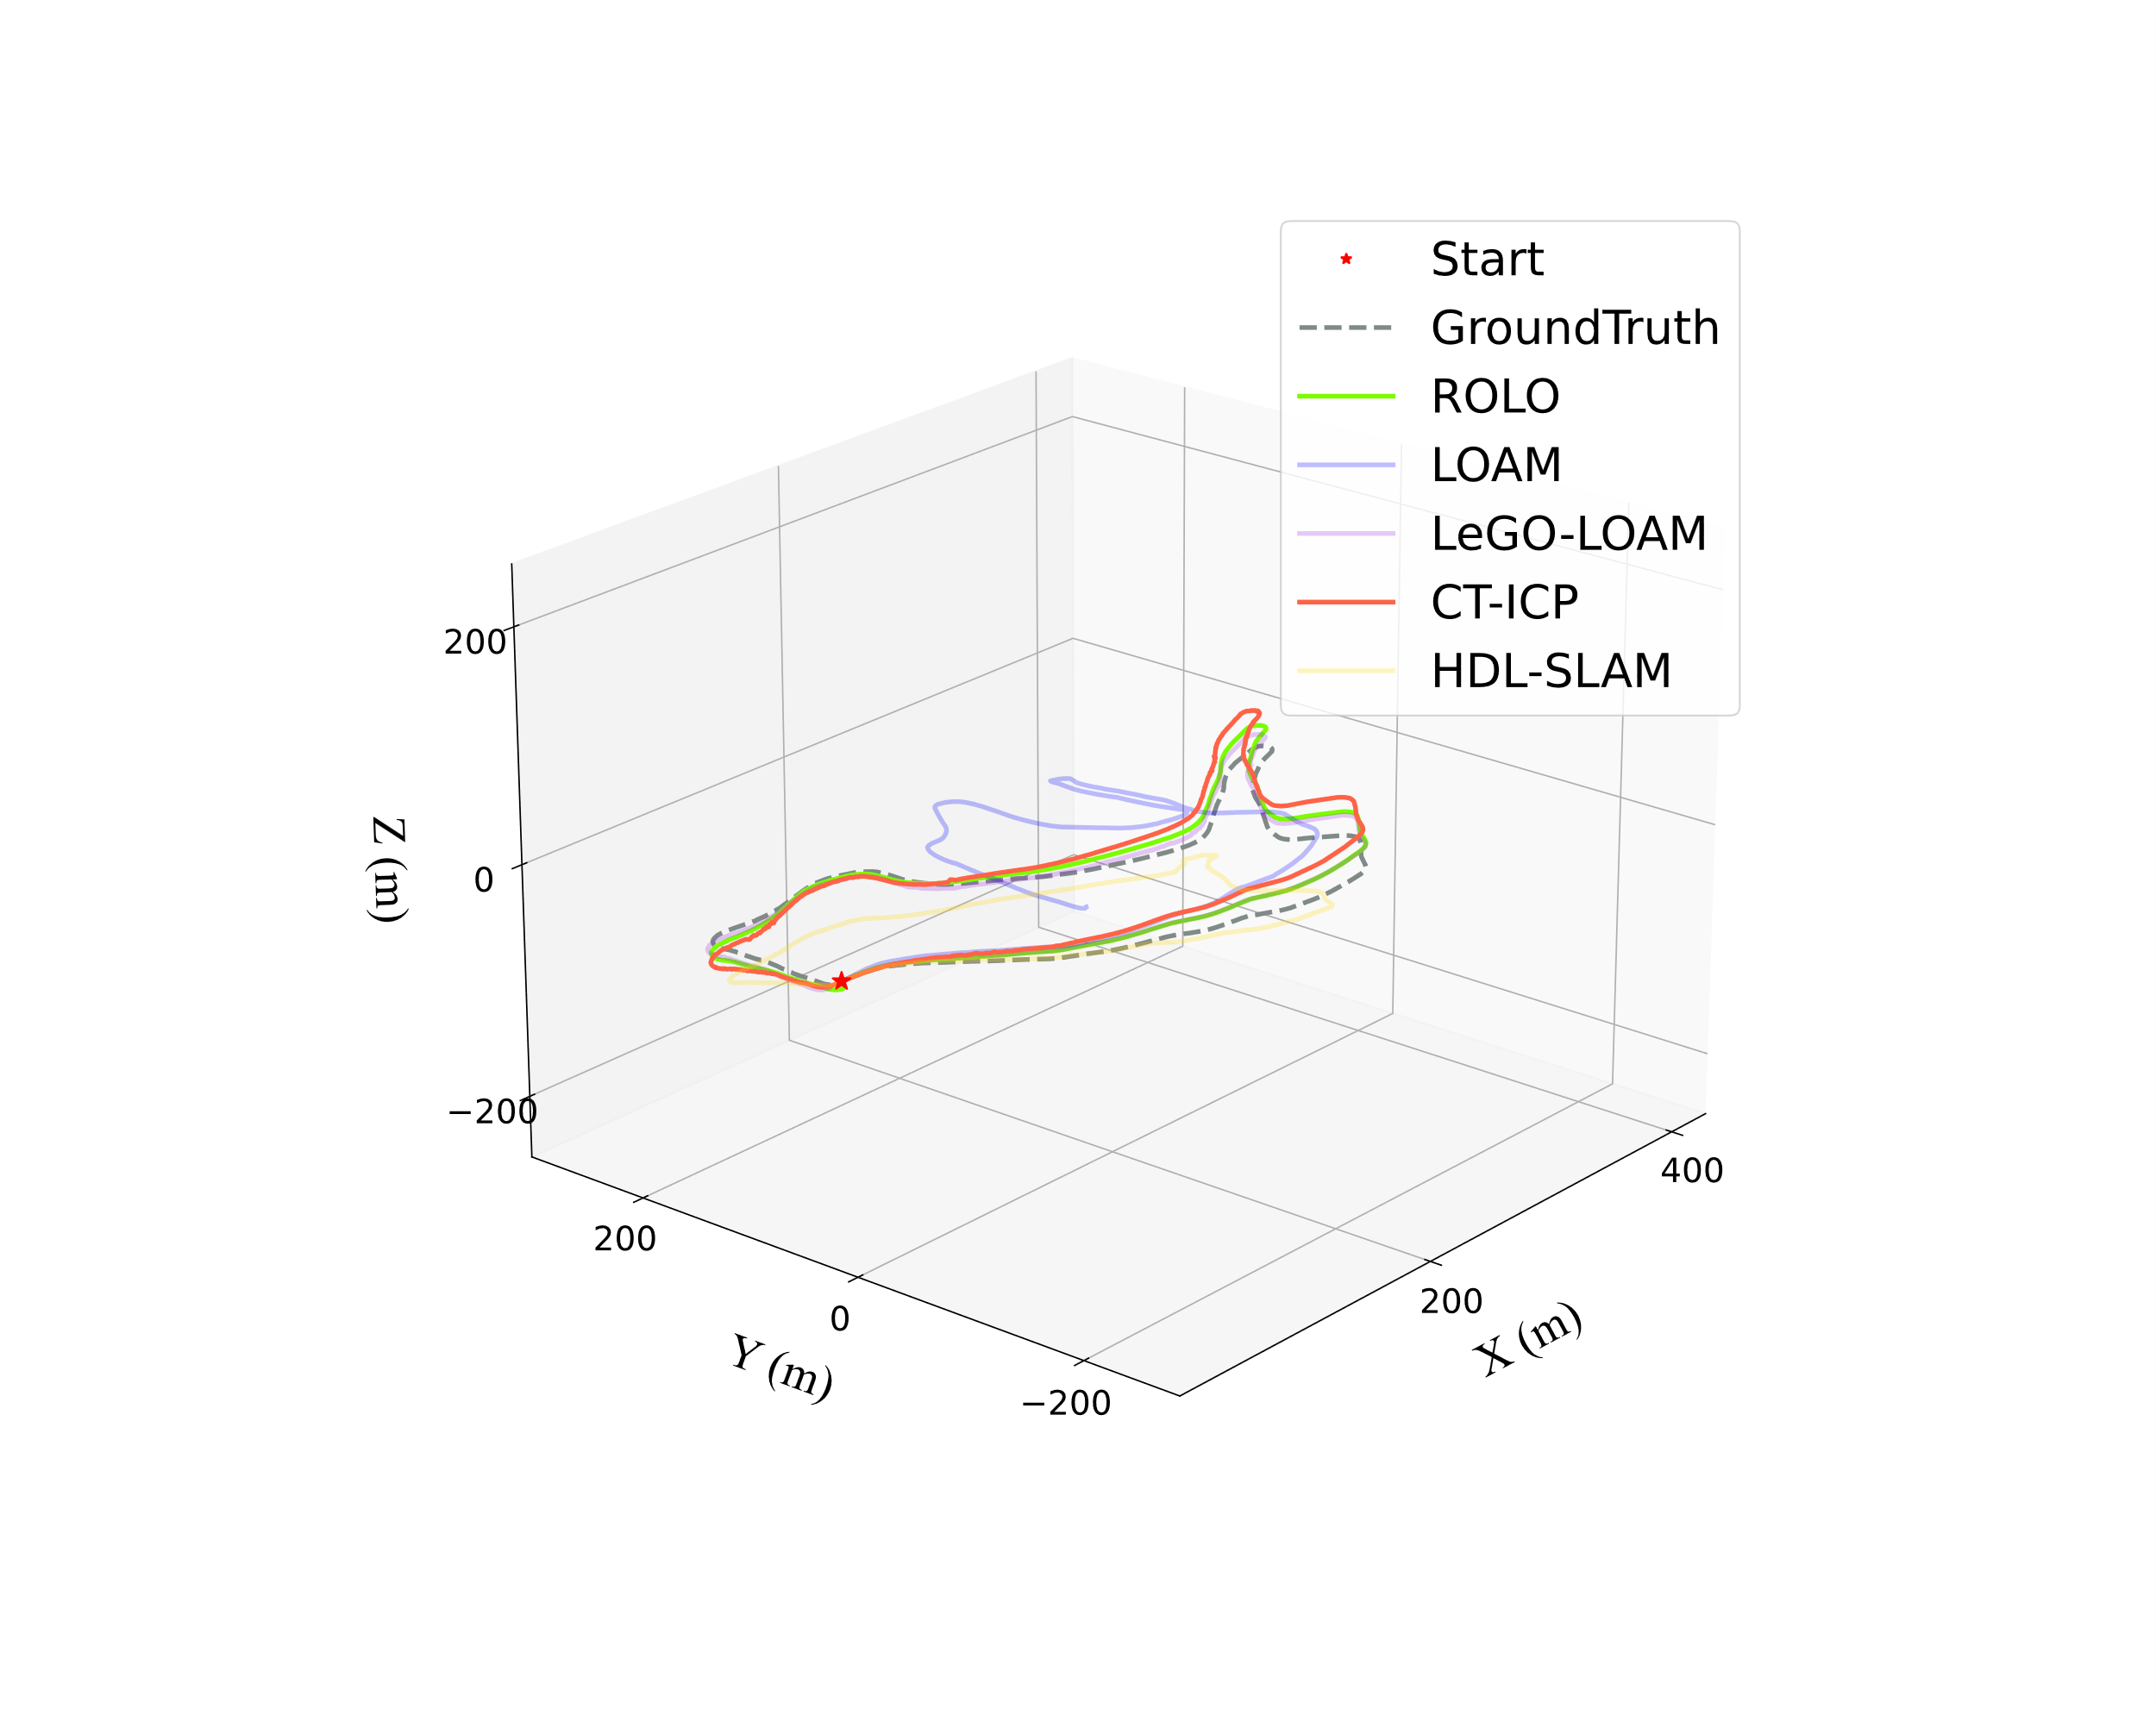 Start
GroundTruth
ROLO
LOAM
LeGO-LOAM
CT-ICP
HDL-SLAM
200
0
−200
Z (m)
200
0
−200
Y (m)
400
200
X (m)